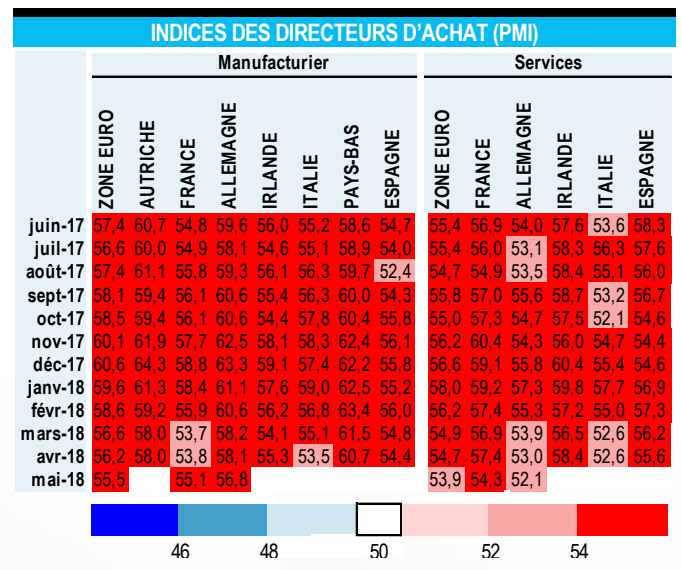 INDICES DES DIRECTEURS D'ACHAT (PMI)
Manufacturier Services
ZONE EURO AUTRICHE FRANCE ALLEMAGNE IRLANDE ITALIE PAYS-BAS ESPAGNE ZONE EURO FRANCE ALLEMAGNE IRLANDE ITALIE ESPAGNE
juin-17 57,4 60,7 54,8 59,6 56,0 55,2 58,6 54,7 55,4 56,9 54,0 57,6 53,6 58,3
juil-17 56,6 60,0 54,9 58,1 54,6 55,1 58,9 54,0 55,4 56,0 53,1 58,3 56,3 57,6
août-17 57,4 61,1 55,8 59,3 56,1 56,3 59,7 52,4 54,7 54,9 53,5 58,4 55,1 56,0
sept-17 58,1 59,4 56,1 60,6 55,4 56,3 60,0 54,3 55,8 57,0 55,6 58,7 53,2 56,7
oct-17 58,5 59,4 56,1 60,6 54,4 57,8 60,4 55,8 55,0 57,3 54,7 57,5 52,1 54,6
nov-17 60,1 61,9 57,7 62,5 58,1 58,3 62,4 56,1 56,2 60,4 54,3 56,0 54,7 54,4
déc-17 60,6 64,3 58,8 63,3 59,1 57,4 62,2 55,8 56,6 59,1 55,8 60,4 55,4 54,6
janv-18 59,6 61,3 58,4 61,1 57,6 59,0 62,5 55,2 58,0 59,2 57,3 59,8 57,7 56,9
févr-18 58,6 59,2 55,9 60,6 56,2 56,8 63,4 56,0 56,2 57,4 55,3 57,2 55,0 57,3
mars-18 56,6 58,0 53,7 58,2 54,1 55,1 61,5 54,8 54,9 56,9 53,9 56,5 52,6 56,2
avr-18 56,2 58,0 53,8 58,1 55,3 53,5 60,7 54,4 54,7 57,4 53,0 58,4 52,6 55,6
mai-18 55,5 55,1 56,8 53,9 54,3 52,1
46 48 50 52 54